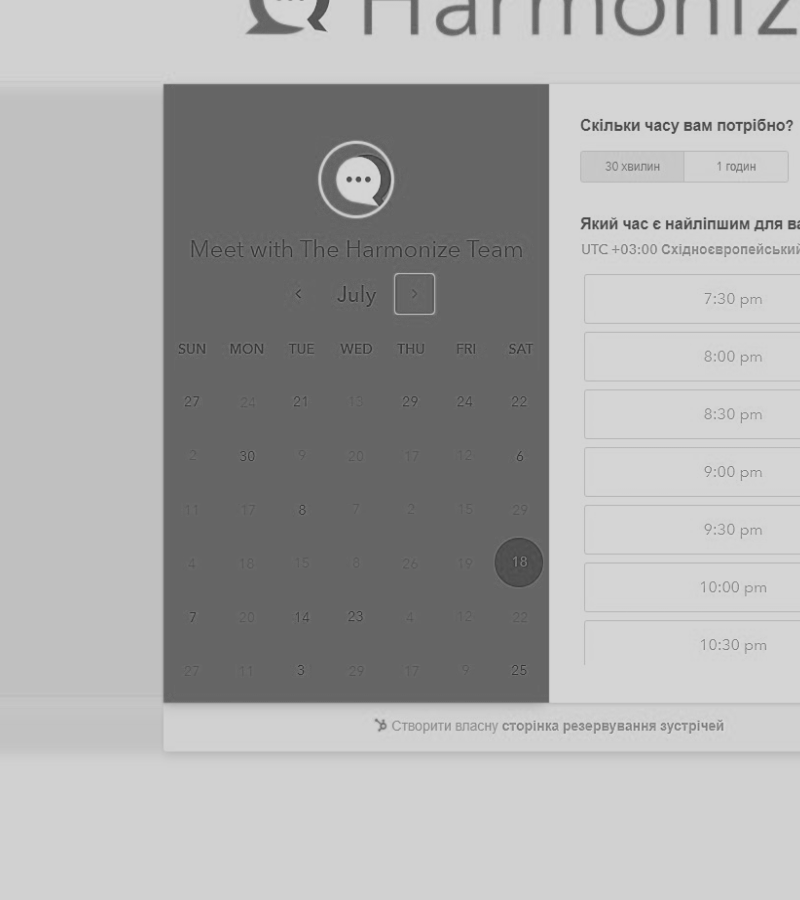 Harmoniz
Meet with The Harmonize Team
July
SUN MON TUE WED THU FRI SAT
27 24 21 13 29 24 22
2 30 9 20 17 12 6
11 17 8 7 2 15 29
4 18 15 8 26 19 18
7 20 14 23 4 12 22
27 11 3 29 17 9 25
Скільки часу вам потрібно?
30 хвилин 1 годин
Який час є найліпшим для ва
UTC +03:00 Східноєвропейський
7:30 pm
8:00 pm
8:30 pm
9:00 pm
9:30 pm
10:00 pm
10:30 pm
Створити власну сторінка резервування зустрічей